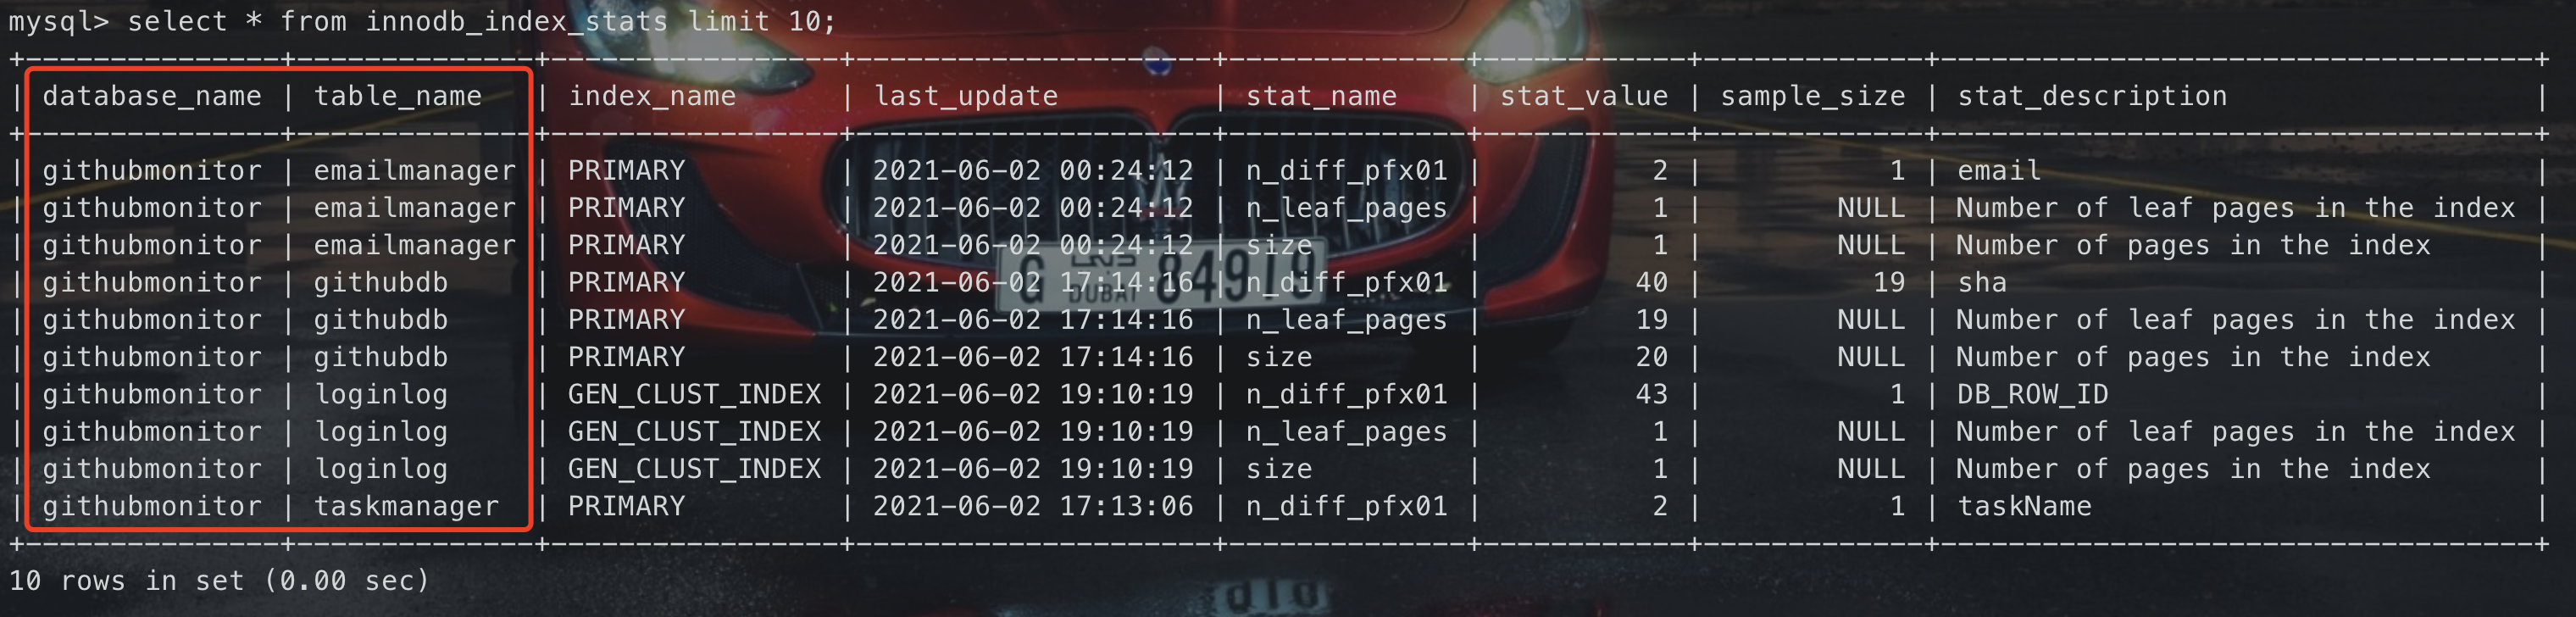 mysql> select * from innodb_index_stats limit 10;
+---------------+--------------+-----------------+---------------------+--------------+------------+-------------+-----------------------------------+
| database_name | table_name   | index_name      | last_update         | stat_name    | stat_value | sample_size | stat_description                  |
+---------------+--------------+-----------------+---------------------+--------------+------------+-------------+-----------------------------------+
| githubmonitor | emailmanager | PRIMARY         | 2021-06-02 00:24:12 | n_diff_pfx01 |          2 |           1 | email                             |
| githubmonitor | emailmanager | PRIMARY         | 2021-06-02 00:24:12 | n_leaf_pages |          1 |        NULL | Number of leaf pages in the index |
| githubmonitor | emailmanager | PRIMARY         | 2021-06-02 00:24:12 | size         |          1 |        NULL | Number of pages in the index      |
| githubmonitor | githubdb     | PRIMARY         | 2021-06-02 17:14:16 | n_diff_pfx01 |         40 |          19 | sha                               |
| githubmonitor | githubdb     | PRIMARY         | 2021-06-02 17:14:16 | n_leaf_pages |         19 |        NULL | Number of leaf pages in the index |
| githubmonitor | githubdb     | PRIMARY         | 2021-06-02 17:14:16 | size         |         20 |        NULL | Number of pages in the index      |
| githubmonitor | loginlog     | GEN_CLUST_INDEX | 2021-06-02 19:10:19 | n_diff_pfx01 |         43 |           1 | DB_ROW_ID                         |
| githubmonitor | loginlog     | GEN_CLUST_INDEX | 2021-06-02 19:10:19 | n_leaf_pages |          1 |        NULL | Number of leaf pages in the index |
| githubmonitor | loginlog     | GEN_CLUST_INDEX | 2021-06-02 19:10:19 | size         |          1 |        NULL | Number of pages in the index      |
| githubmonitor | taskmanager  | PRIMARY         | 2021-06-02 17:13:06 | n_diff_pfx01 |          2 |           1 | taskName                          |
+---------------+--------------+-----------------+---------------------+--------------+------------+-------------+-----------------------------------+
10 rows in set (0.00 sec)
G DUBAI